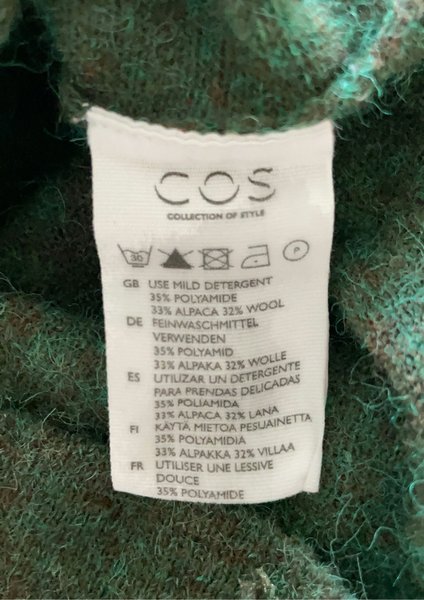 COS
COLLECTION OF STYLE
30 P
GB USE MILD DETERGENT
35% POLYAMIDE
33% ALPACA 32% WOOL
DE FEINWASCHMITTEL
VERWENDEN
35% POLYAMID
33% ALPAKA 32% WOLLE
ES UTILIZAR UN DETERGENTE
PARA PRENDAS DELICADAS
35% POLIAMIDA
33% ALPACA 32% LANA
FI KÄYTÄ MIETOA PESUAINETTA
35% POLYAMIDIA
33% ALPAKKA 32% VILLAA
FR UTILISER UNE LESSIVE
DOUCE
35% POLYAMIDE